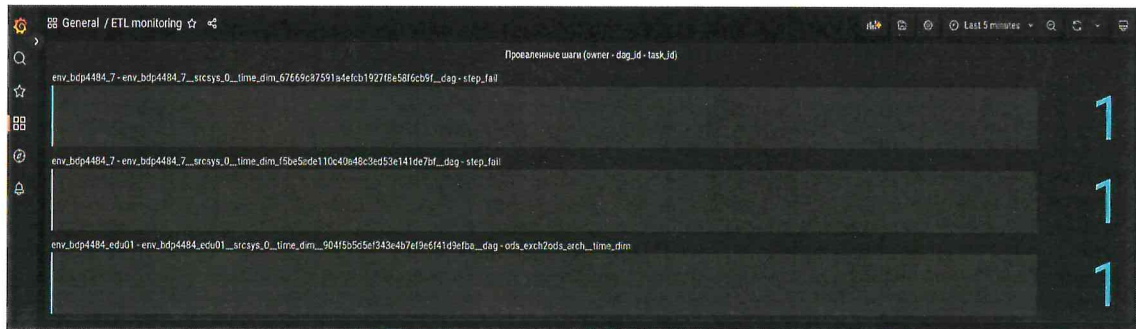 General / ETL monitoring
Last 5 minutes
Проваленные шаги (owner - dag_id - task_id)
env_bdp4484_7 - env_bdp4484_7__srcsys_0__time_dim_67669c87591a4efcb1927f8e58f6cb9f__dag - step_fail
1
env_bdp4484_7 - env_bdp4484_7__srcsys_0__time_dim_f5be5ede110c40a48c3ed53e141de7bf__dag - step_fail
1
env_bdp4484_edu01 - env_bdp4484_edu01__srcsys_0__time_dim__904f5b5d5ef343e4b7ef9e6f41d9efba__dag - ods_exch2ods_arch__time_dim
1